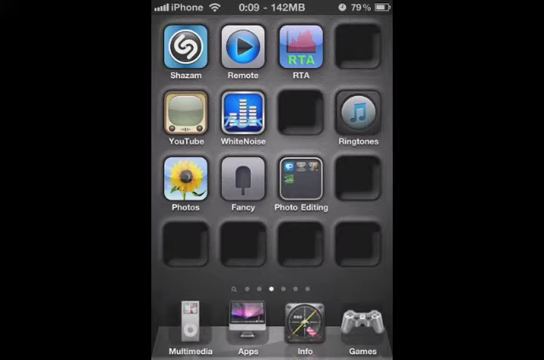 iPhone 0:09 - 142MB 79%
Shazam Remote RTA
RTA
YouTube WhiteNoise Ringtones
Photos Fancy Photo Editing
Multimedia Apps Info Games